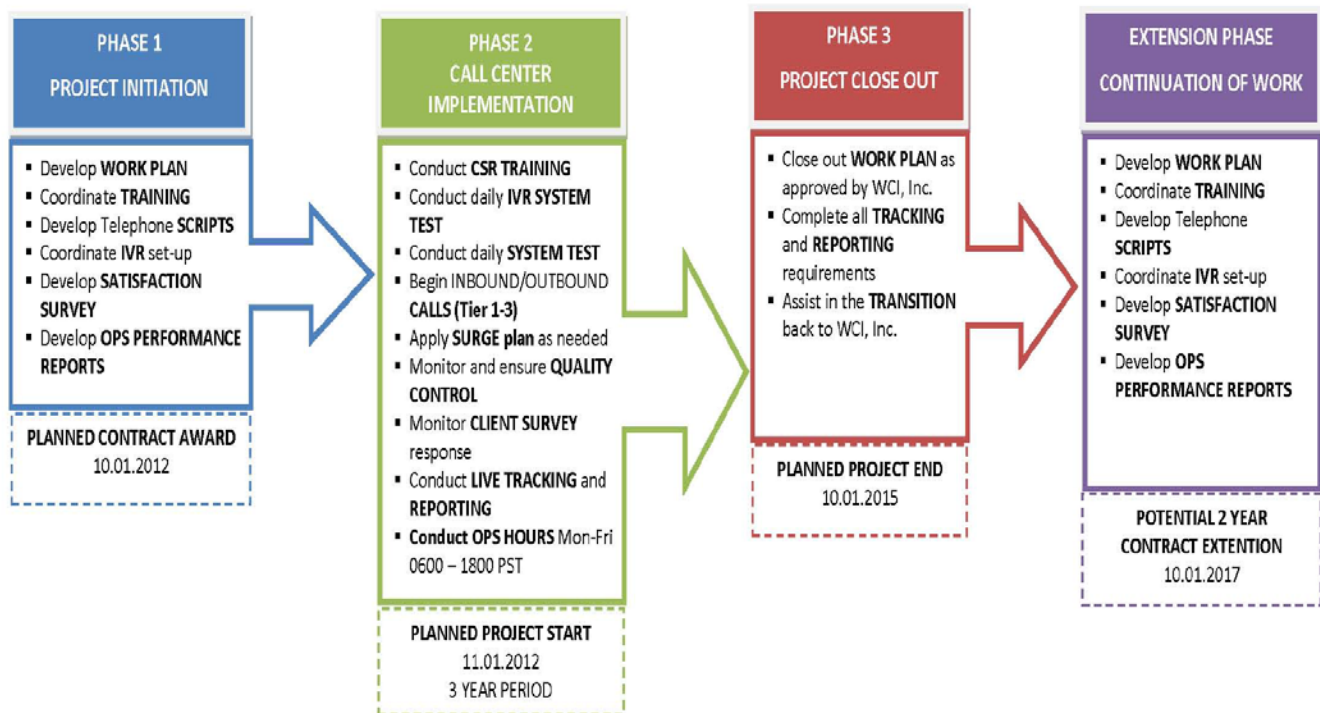 PHASE 1
PROJECT INITIATION
▪ Develop WORK PLAN
▪ Coordinate TRAINING
▪ Develop Telephone SCRIPTS
▪ Coordinate IVR set-up
▪ Develop SATISFACTION
SURVEY
▪ Develop OPS PERFORMANCE
REPORTS
PLANNED CONTRACT AWARD
10.01.2012
PHASE 2
CALL CENTER
IMPLEMENTATION
▪ Conduct CSR TRAINING
▪ Conduct daily IVR SYSTEM
TEST
▪ Conduct daily SYSTEM TEST
▪ Begin INBOUND/OUTBOUND
CALLS (Tier 1-3)
▪ Apply SURGE plan as needed
▪ Monitor and ensure QUALITY
CONTROL
▪ Monitor CLIENT SURVEY
response
▪ Conduct LIVE TRACKING and
REPORTING
▪ Conduct OPS HOURS Mon-Fri
0600 – 1800 PST
PLANNED PROJECT START
11.01.2012
3 YEAR PERIOD
PHASE 3
PROJECT CLOSE OUT
▪ Close out WORK PLAN as
approved by WCI, Inc.
▪ Complete all TRACKING
and REPORTING
requirements
▪ Assist in the TRANSITION
back to WCI, Inc.
PLANNED PROJECT END
10.01.2015
EXTENSION PHASE
CONTINUATION OF WORK
▪ Develop WORK PLAN
▪ Coordinate TRAINING
▪ Develop Telephone
SCRIPTS
▪ Coordinate IVR set-up
▪ Develop SATISFACTION
SURVEY
▪ Develop OPS
PERFORMANCE REPORTS
POTENTIAL 2 YEAR
CONTRACT EXTENTION
10.01.2017